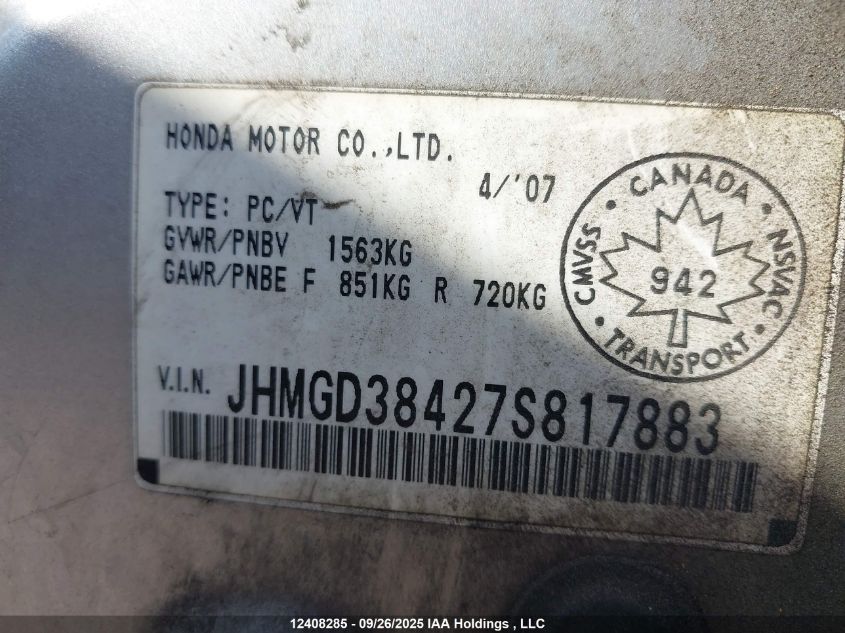 HONDA MOTOR CO.,LTD.
4/'07
TYPE: PC/VT
GVWR/PNBV 1563KG
GAWR/PNBE F 851KG R 720KG
CANADA • NSVAC • TRANSPORT • CMVSS •
942
V.I.N. JHMGD38427S817883
12408285 - 09/26/2025 IAA Holdings , LLC